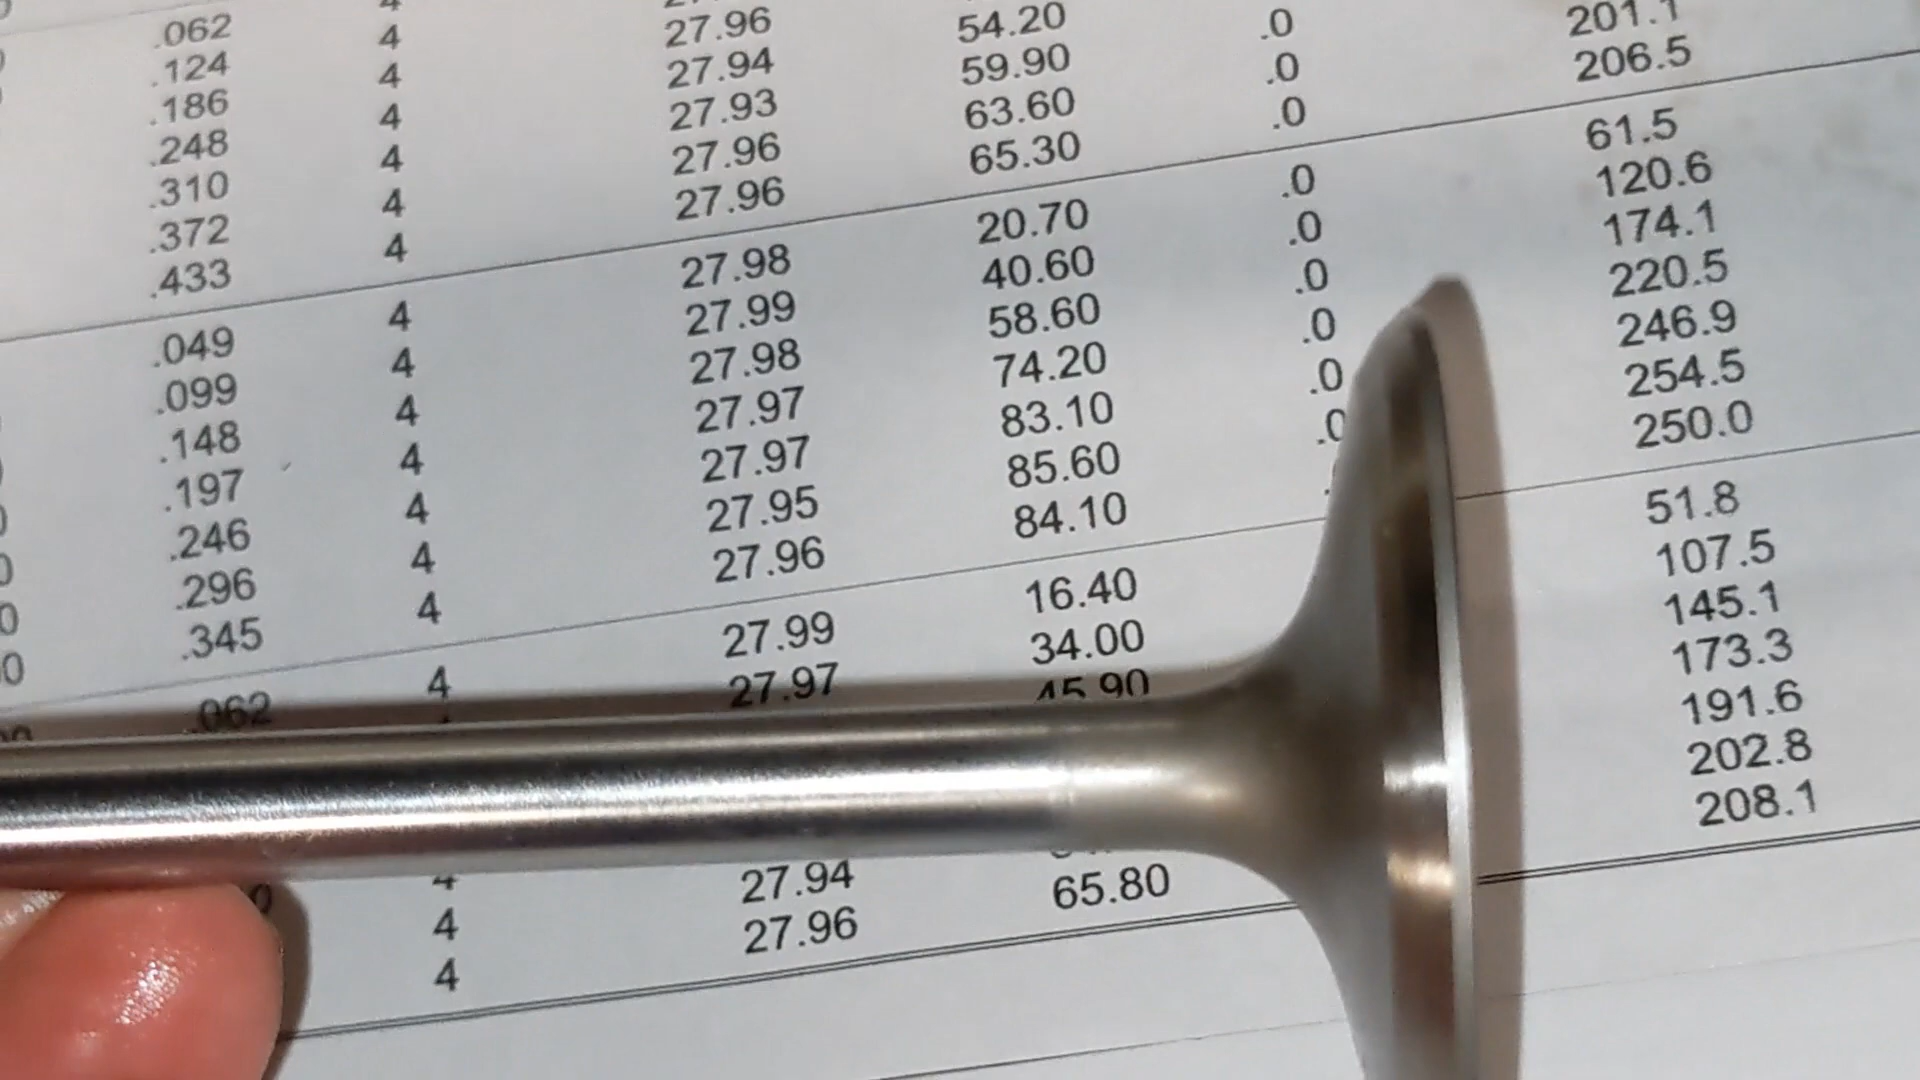 .062
.124 4
.186 4 27.96
.248 4 27.94 54.20
.310 4 27.93 59.90 .0
.372 4 27.96 63.60 .0 201.1
.433 4 27.96 65.30 .0 206.5
.049 4 27.98 20.70 .0 61.5
.099 4 27.99 40.60 .0 120.6
.148 4 27.98 58.60 .0 174.1
.197 4 27.97 74.20 .0 220.5
.246 4 27.97 83.10 .0 246.9
.296 4 27.95 85.60 .0 254.5
.345 4 27.96 84.10 250.0
.062 4 27.99 16.40 51.8
27.97 34.00 107.5
45.90 145.1
173.3
4 191.6
4 27.94 202.8
4 27.96 65.80 208.1